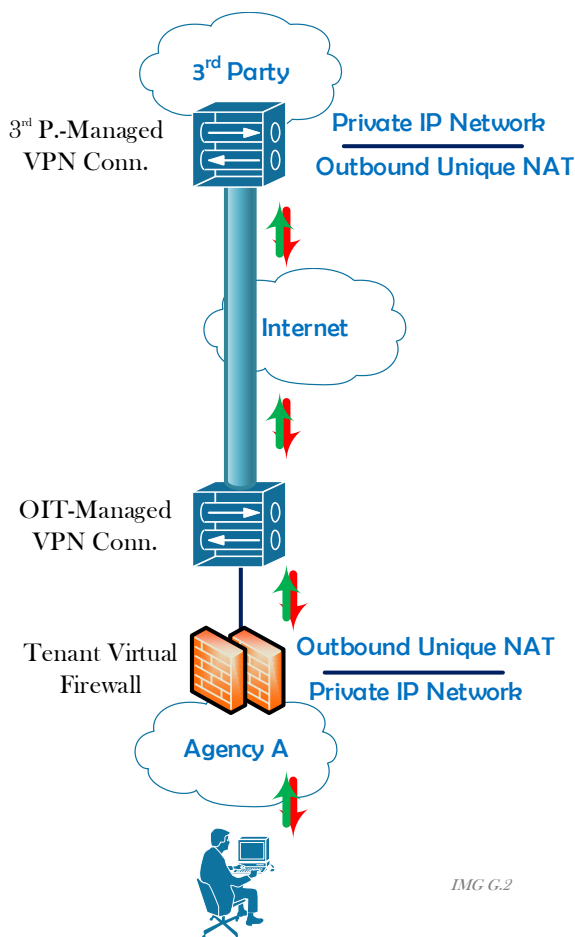 3rd Party
3rd P.-Managed
VPN Conn.
Private IP Network
Outbound Unique NAT
Internet
OIT-Managed
VPN Conn.
Tenant Virtual
Firewall
Outbound Unique NAT
Private IP Network
Agency A
IMG G.2